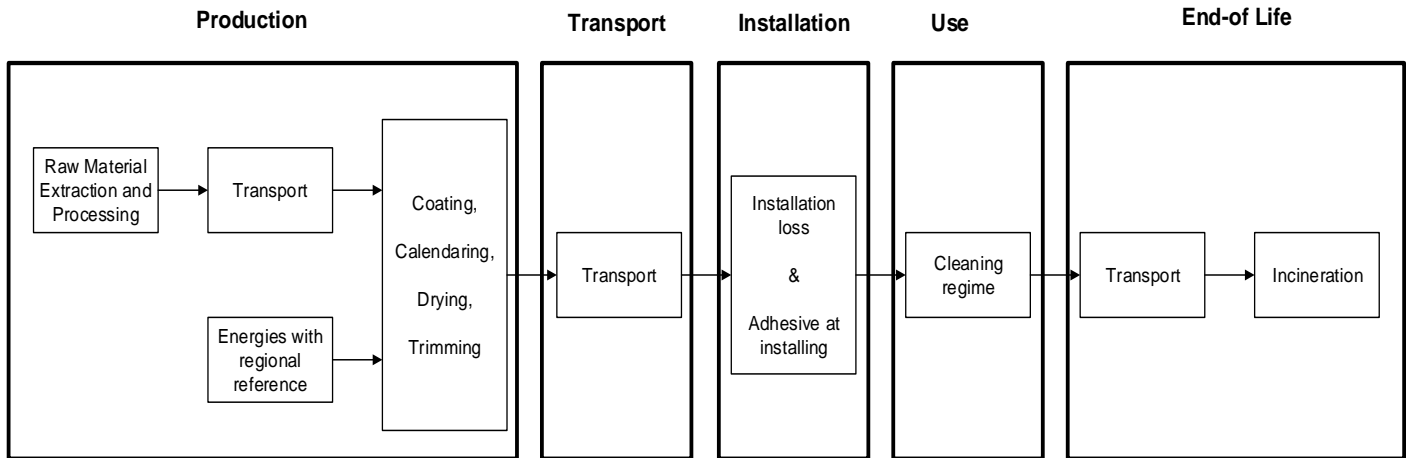 Production
Transport
Installation
Use
End-of Life
Raw Material
Extraction and
Processing
Transport
Energies with
regional
reference
Coating,
Calendaring,
Drying,
Trimming
Transport
Installation
loss
&
Adhesive at
installing
Cleaning
regime
Transport
Incineration